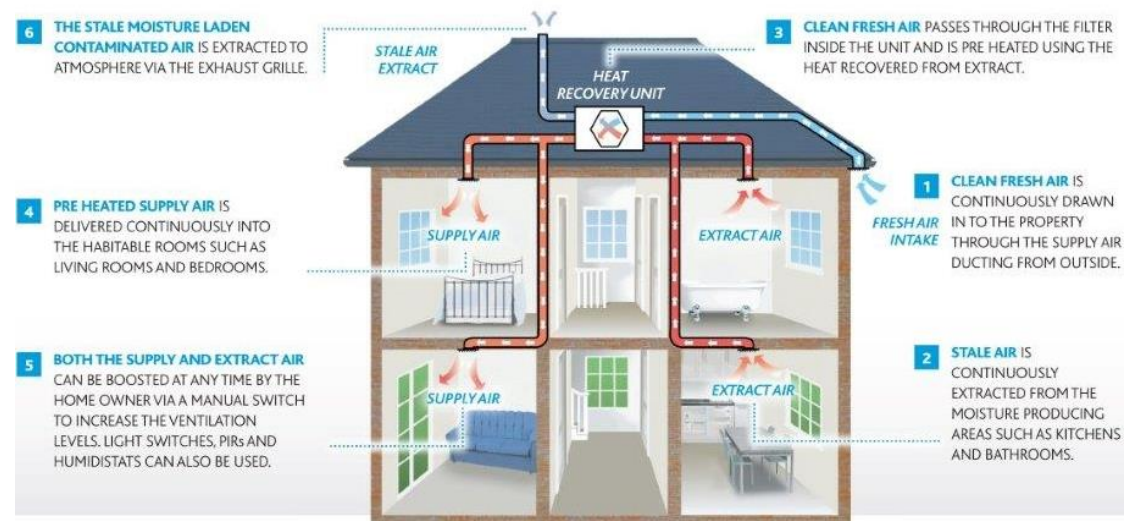 6 THE STALE MOISTURE LADEN
CONTAMINATED AIR IS EXTRACTED TO
ATMOSPHERE VIA THE EXHAUST GRILLE.
STALE AIR
EXTRACT
HEAT
RECOVERY UNIT
3 CLEAN FRESH AIR PASSES THROUGH THE FILTER
INSIDE THE UNIT AND IS PRE HEATED USING THE
HEAT RECOVERED FROM EXTRACT.
4 PRE HEATED SUPPLY AIR IS
DELIVERED CONTINUOUSLY INTO
THE HABITABLE ROOMS SUCH AS
LIVING ROOMS AND BEDROOMS.
SUPPLY AIR
EXTRACT AIR
FRESH AIR
INTAKE
1 CLEAN FRESH AIR IS
CONTINUOUSLY DRAWN
IN TO THE PROPERTY
THROUGH THE SUPPLY AIR
DUCTING FROM OUTSIDE.
5 BOTH THE SUPPLY AND EXTRACT AIR
CAN BE BOOSTED AT ANY TIME BY THE
HOME OWNER VIA A MANUAL SWITCH
TO INCREASE THE VENTILATION
LEVELS. LIGHT SWITCHES, PIRs AND
HUMIDISTATS CAN ALSO BE USED.
SUPPLY AIR
EXTRACT AIR
2 STALE AIR IS
CONTINUOUSLY
EXTRACTED FROM THE
MOISTURE PRODUCING
AREAS SUCH AS KITCHENS
AND BATHROOMS.